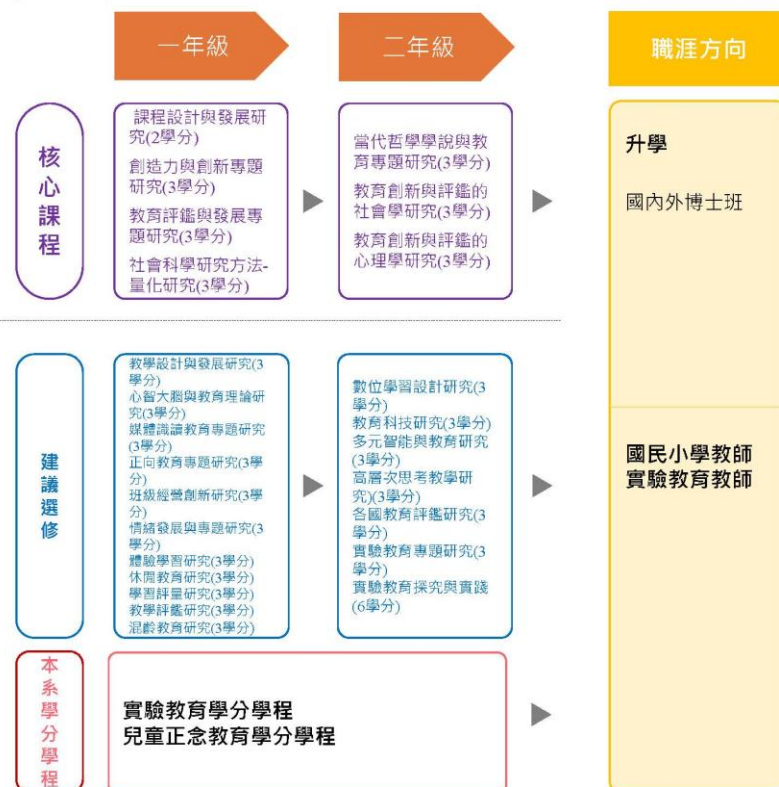 一年級
二年級
職涯方向
核心課程
課程設計與發展研
究(2學分)
創造力與創新專題
研究(3學分)
教育評鑑與發展專
題研究(3學分)
社會科學研究方法-
量化研究(3學分)
當代哲學學說與教
育專題研究(3學分)
教育創新與評鑑的
社會學研究(3學分)
教育創新與評鑑的
心理學研究(3學分)
升學
國內外博士班
建議選修
教學設計與發展研究(3
學分)
心智大腦與教育理論研
究(3學分)
媒體識讀教育專題研究
(3學分)
正向教育專題研究(3學
分)
班級經營創新研究(3學
分)
情緒發展與專題研究(3
學分)
體驗學習研究(3學分)
休閒教育研究(3學分)
學習評量研究(3學分)
教學評鑑研究(3學分)
混齡教育研究(3學分)
數位學習設計研究(3
學分)
教育科技研究(3學分)
多元智能與教育研究
(3學分)
高層次思考教學研
究)(3學分)
各國教育評鑑研究(3
學分)
實驗教育專題研究(3
學分)
實驗教育探究與實踐
(6學分)
國民小學教師
實驗教育教師
本系學分學程
實驗教育學分學程
兒童正念教育學分學程